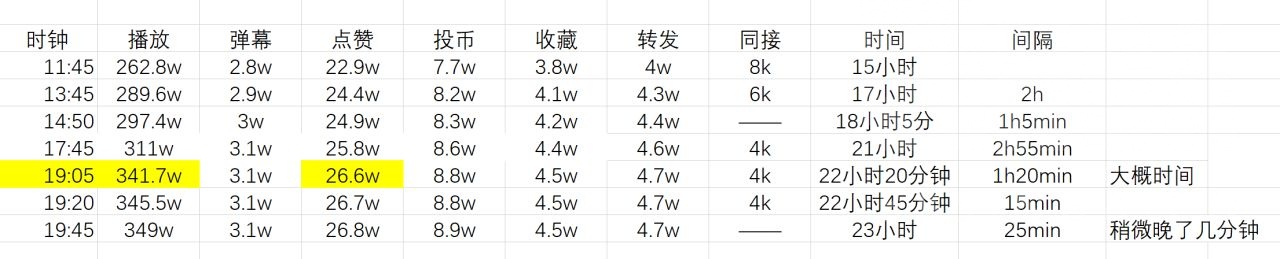 时钟 播放 弹幕 点赞 投币 收藏 转发 同接 时间 间隔
11:45 262.8w 2.8w 22.9w 7.7w 3.8w 4w 8k 15小时
13:45 289.6w 2.9w 24.4w 8.2w 4.1w 4.3w 6k 17小时 2h
14:50 297.4w 3w 24.9w 8.3w 4.2w 4.4w —— 18小时5分 1h5min
17:45 311w 3.1w 25.8w 8.6w 4.4w 4.6w 4k 21小时 2h55min
19:05 341.7w 3.1w 26.6w 8.8w 4.5w 4.7w 4k 22小时20分钟 1h20min 大概时间
19:20 345.5w 3.1w 26.7w 8.8w 4.5w 4.7w 4k 22小时45分钟 15min
19:45 349w 3.1w 26.8w 8.9w 4.5w 4.7w —— 23小时 25min 稍微晚了几分钟